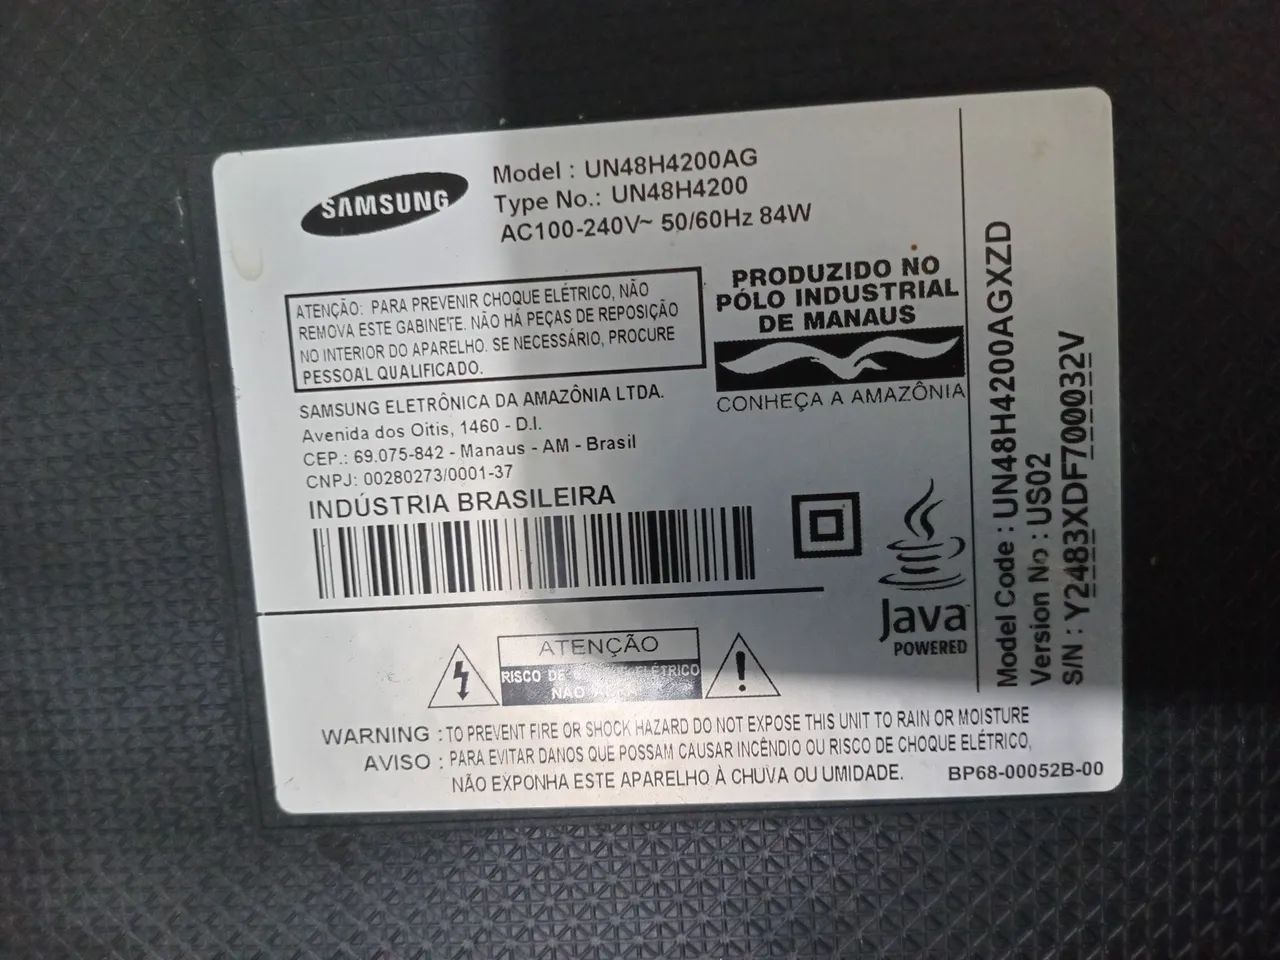 SAMSUNG
Model : UN48H4200AG
Type No.: UN48H4200
AC100-240V~ 50/60Hz 84W
ATENÇÃO: PARA PREVENIR CHOQUE ELÉTRICO, NÃO
REMOVA ESTE GABINETE. NÃO HÁ PEÇAS DE REPOSIÇÃO
NO INTERIOR DO APARELHO. SE NECESSÁRIO, PROCURE
PESSOAL QUALIFICADO.
PRODUZIDO NO
PÓLO INDUSTRIAL
DE MANAUS
CONHEÇA A AMAZÔNIA
SAMSUNG ELETRÔNICA DA AMAZÔNIA LTDA.
Avenida dos Oitis, 1460 - D.I.
CEP.: 69.075-842 - Manaus - AM - Brasil
CNPJ: 00280273/0001-37
INDÚSTRIA BRASILEIRA
Java
POWERED
ATENÇÃO
RISCO DE ELÉTRICO
NÃO
WARNING : TO PREVENT FIRE OR SHOCK HAZARD DO NOT EXPOSE THIS UNIT TO RAIN OR MOISTURE
AVISO : PARA EVITAR DANOS QUE POSSAM CAUSAR INCÊNDIO OU RISCO DE CHOQUE ELÉTRICO,
NÃO EXPONHA ESTE APARELHO À CHUVA OU UMIDADE.
BP68-00052B-00
Model Code : UN48H4200AGXZD
Version No : US02
S/N : Y2483XDF700032V